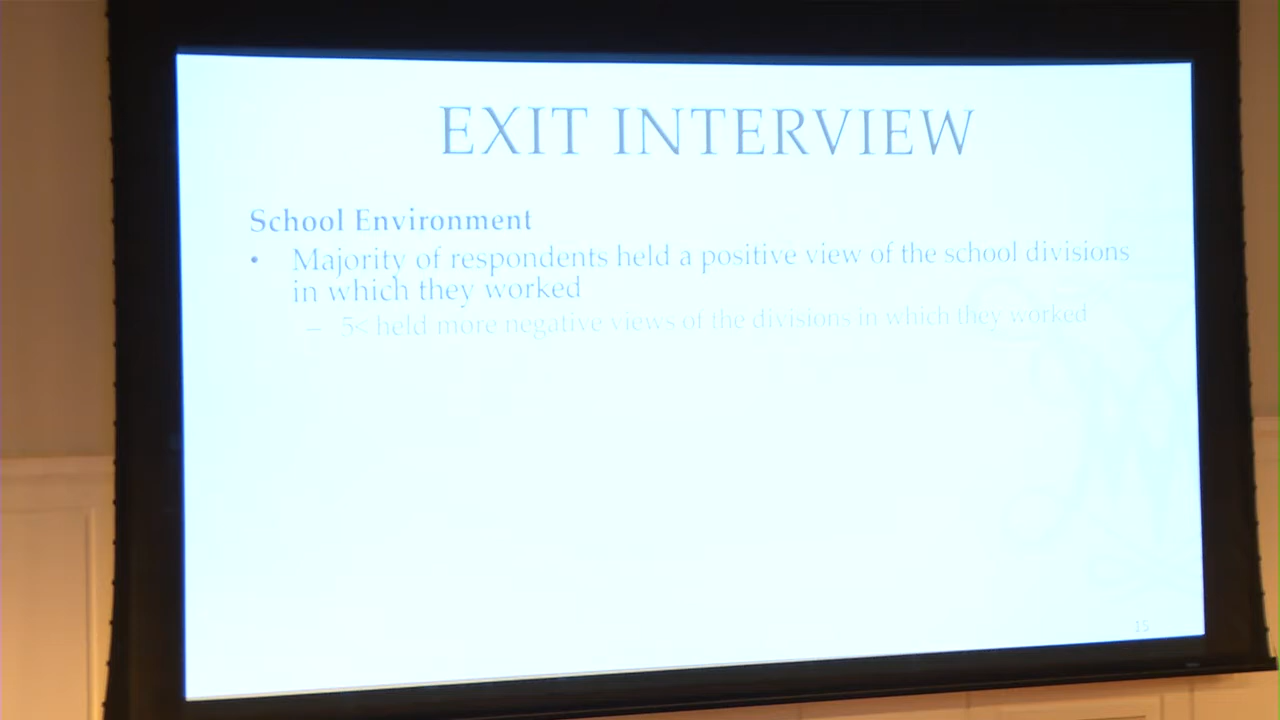 EXIT INTERVIEW
School Environment
• Majority of respondents held a positive view of the school divisions
in which they worked
– 5< held more negative views of the divisions in which they worked
15